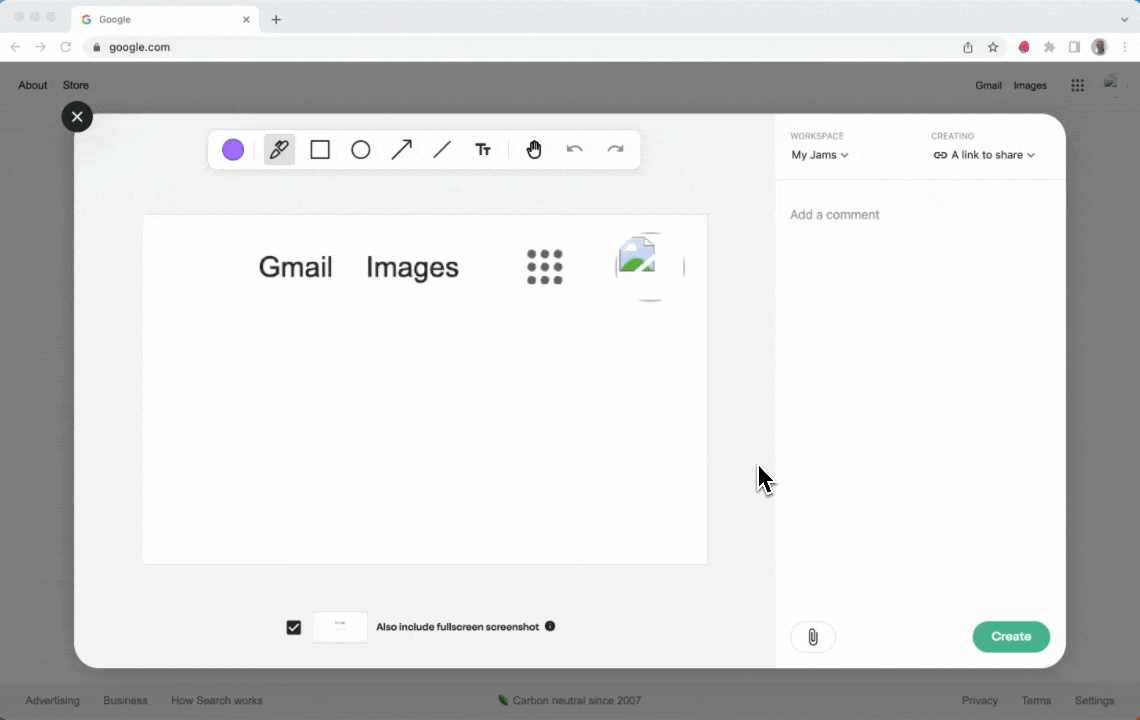 Google
google.com
About Store Gmail Images
WORKSPACE CREATING
My Jams A link to share
Tт
Add a comment
Gmail Images
Also include fullscreen screenshot
Create
Advertising Business How Search works Carbon neutral since 2007 Privacy Terms Settings